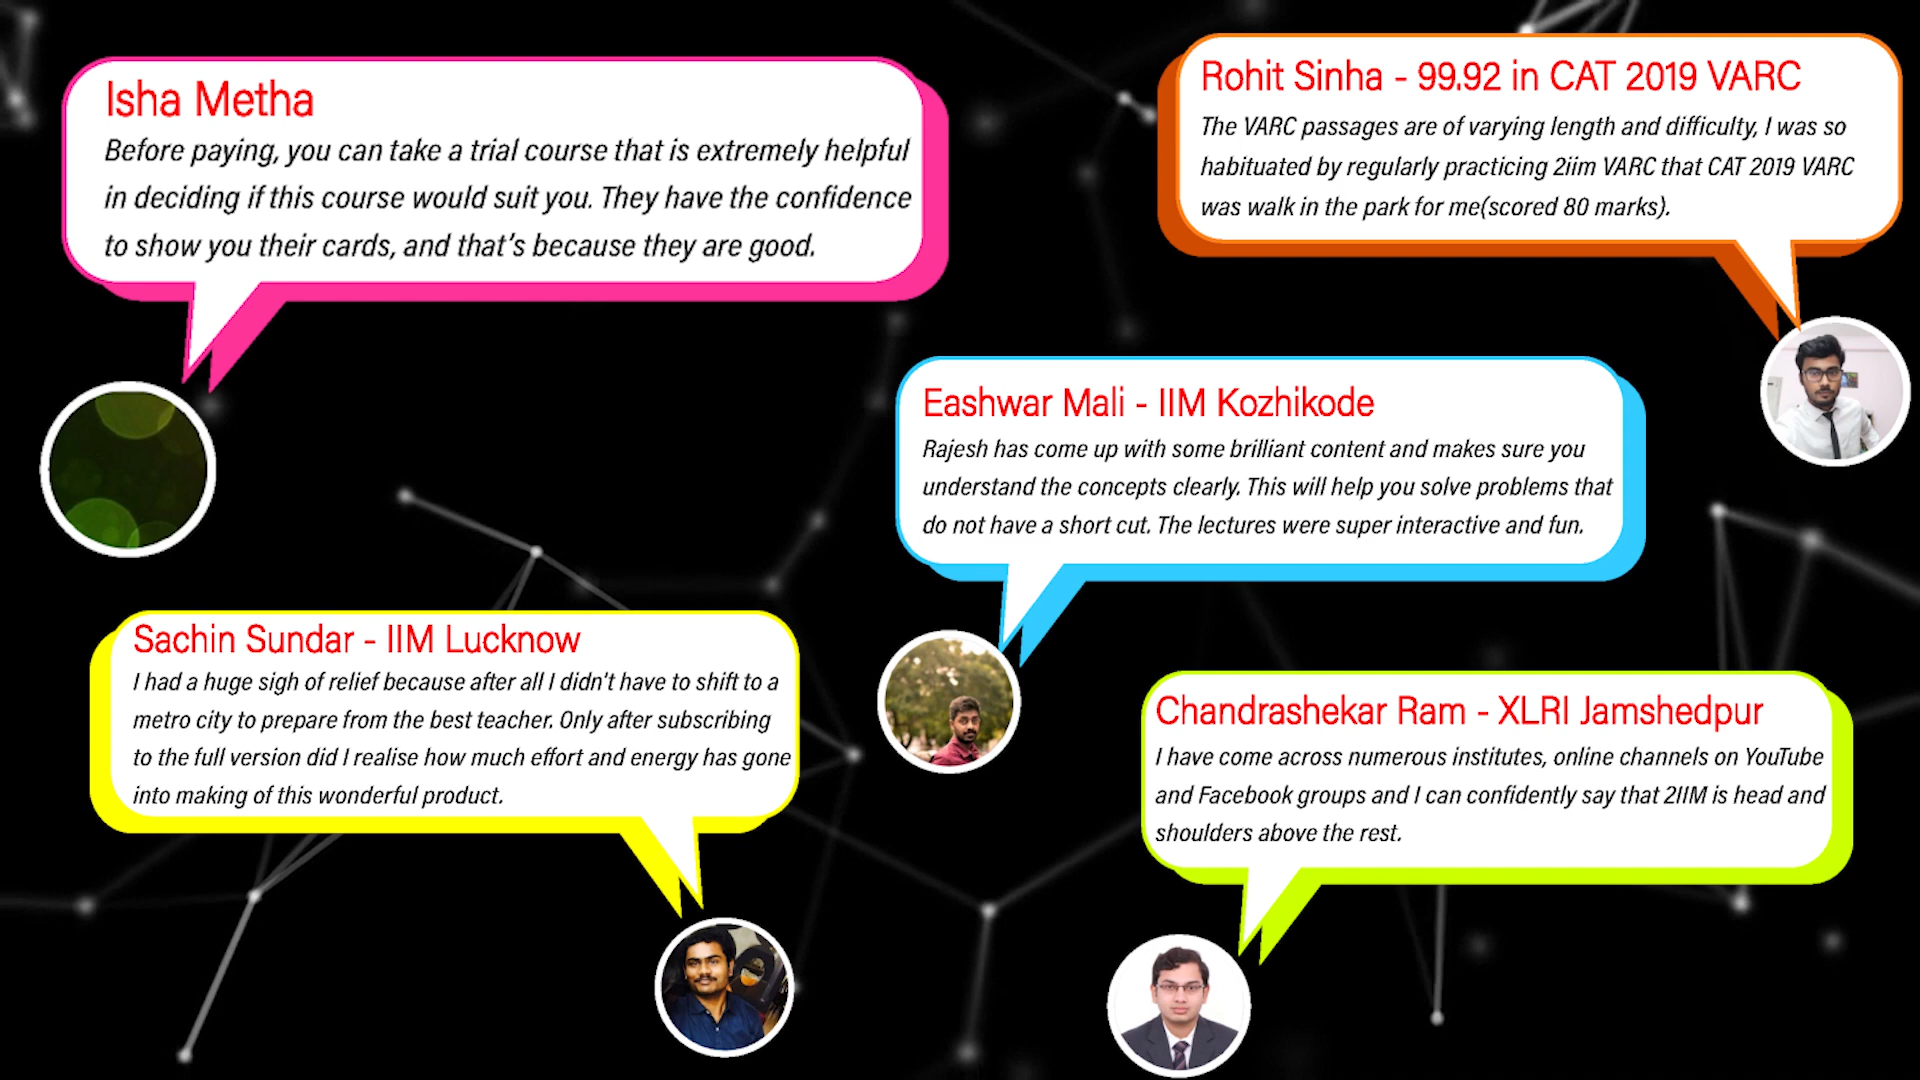 Isha Metha
Before paying, you can take a trial course that is extremely helpful
in deciding if this course would suit you. They have the confidence
to show you their cards, and that's because they are good.
Rohit Sinha - 99.92 in CAT 2019 VARC
The VARC passages are of varying length and difficulty, I was so
habituated by regularly practicing 2iim VARC that CAT 2019 VARC
was walk in the park for me(scored 80 marks).
Eashwar Mali - IIM Kozhikode
Rajesh has come up with some brilliant content and makes sure you
understand the concepts clearly. This will help you solve problems that
do not have a short cut. The lectures were super interactive and fun.
Sachin Sundar - IIM Lucknow
I had a huge sigh of relief because after all I didn't have to shift to a
metro city to prepare from the best teacher. Only after subscribing
to the full version did I realise how much effort and energy has gone
into making of this wonderful product.
Chandrashekar Ram - XLRI Jamshedpur
I have come across numerous institutes, online channels on YouTube
and Facebook groups and I can confidently say that 2IIM is head and
shoulders above the rest.